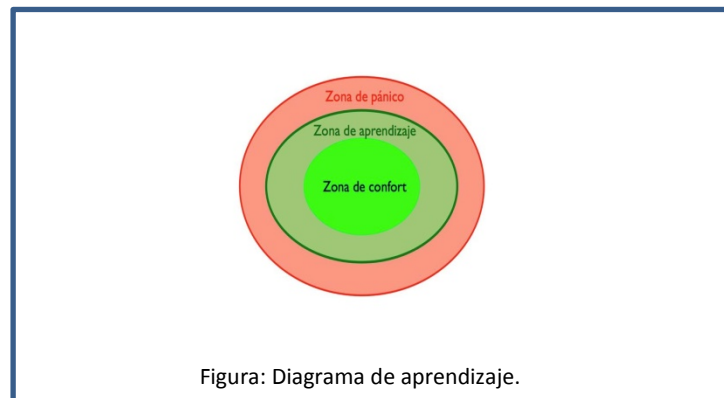 Zona de pánico
Zona de aprendizaje
Zona de confort
Figura: Diagrama de aprendizaje.